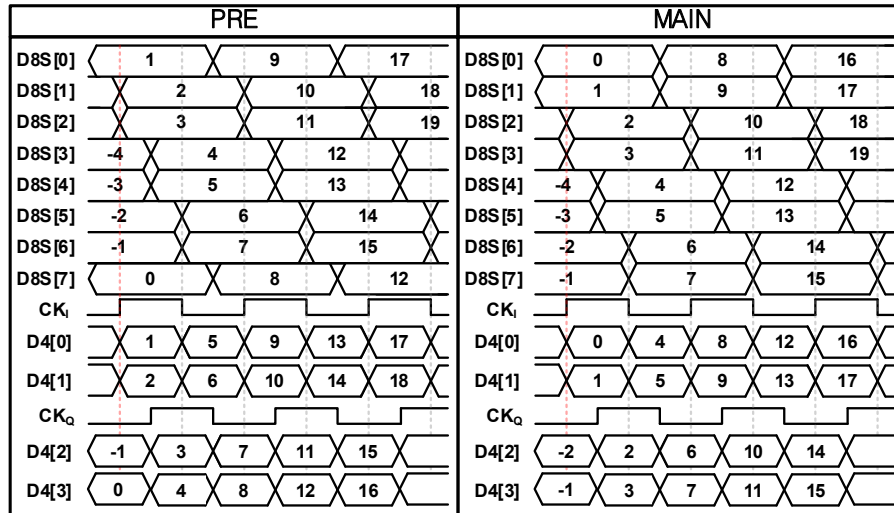 PRE MAIN
D8S[0] 1 9 17 D8S[0] 0 8 16
D8S[1] 2 10 18 D8S[1] 1 9 17
D8S[2] 3 11 19 D8S[2] 2 10 18
D8S[3] -4 4 12 D8S[3] 3 11 19
D8S[4] -3 5 13 D8S[4] -4 4 12
D8S[5] -2 6 14 D8S[5] -3 5 13
D8S[6] -1 7 15 D8S[6] -2 6 14
D8S[7] 0 8 12 D8S[7] -1 7 15
CKI CKI
D4[0] 1 5 9 13 17 D4[0] 0 4 8 12 16
D4[1] 2 6 10 14 18 D4[1] 1 5 9 13 17
CKQ CKQ
D4[2] -1 3 7 11 15 D4[2] -2 2 6 10 14
D4[3] 0 4 8 12 16 D4[3] -1 3 7 11 15